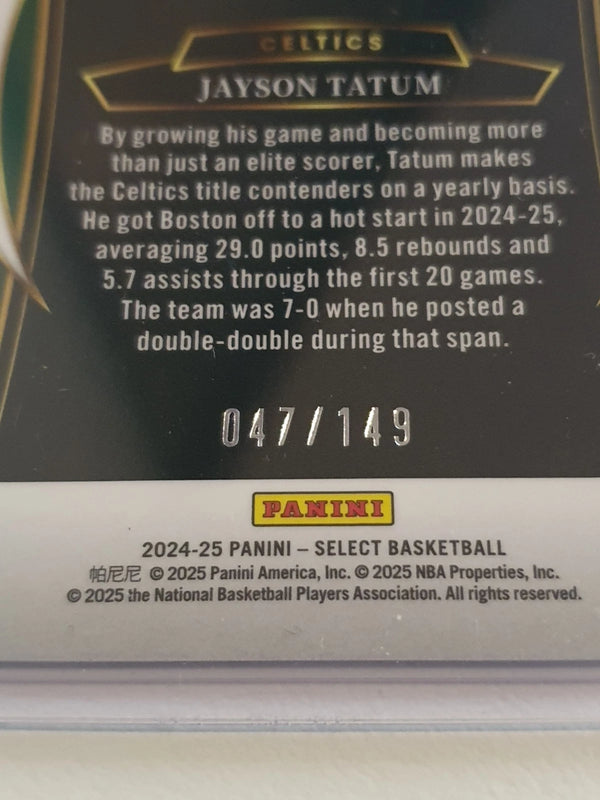 CELTICS
JAYSON TATUM
By growing his game and becoming more
than just an elite scorer, Tatum makes
the Celtics title contenders on a yearly basis.
He got Boston off to a hot start in 2024-25,
averaging 29.0 points, 8.5 rebounds and
5.7 assists through the first 20 games.
The team was 7-0 when he posted a
double-double during that span.
047/149
PANINI
2024-25 PANINI – SELECT BASKETBALL
帕尼尼 © 2025 Panini America, Inc. © 2025 NBA Properties, Inc.
© 2025 the National Basketball Players Association. All rights reserved.